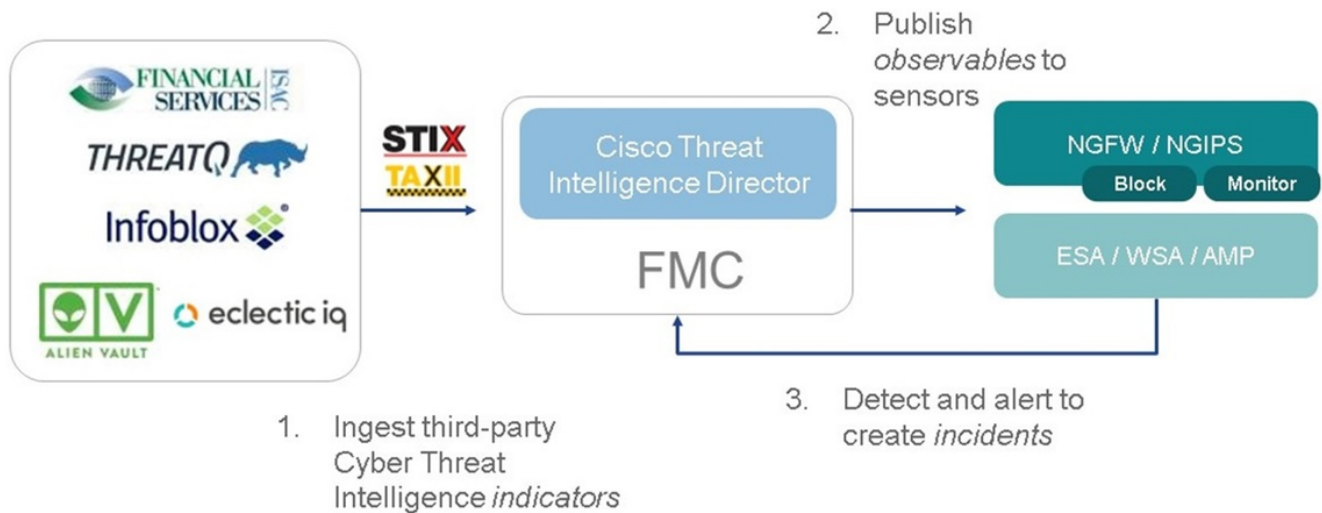 FINANCIAL
SERVICES
ISAC
THREATQ
Infoblox
®
ALIEN VAULT
eclectic iq
STIX
TAXII
1. Ingest third-party
Cyber Threat
Intelligence indicators
Cisco Threat
Intelligence Director
FMC
2. Publish
observables to
sensors
NGFW / NGIPS
Block
Monitor
ESA / WSA / AMP
3. Detect and alert to
create incidents